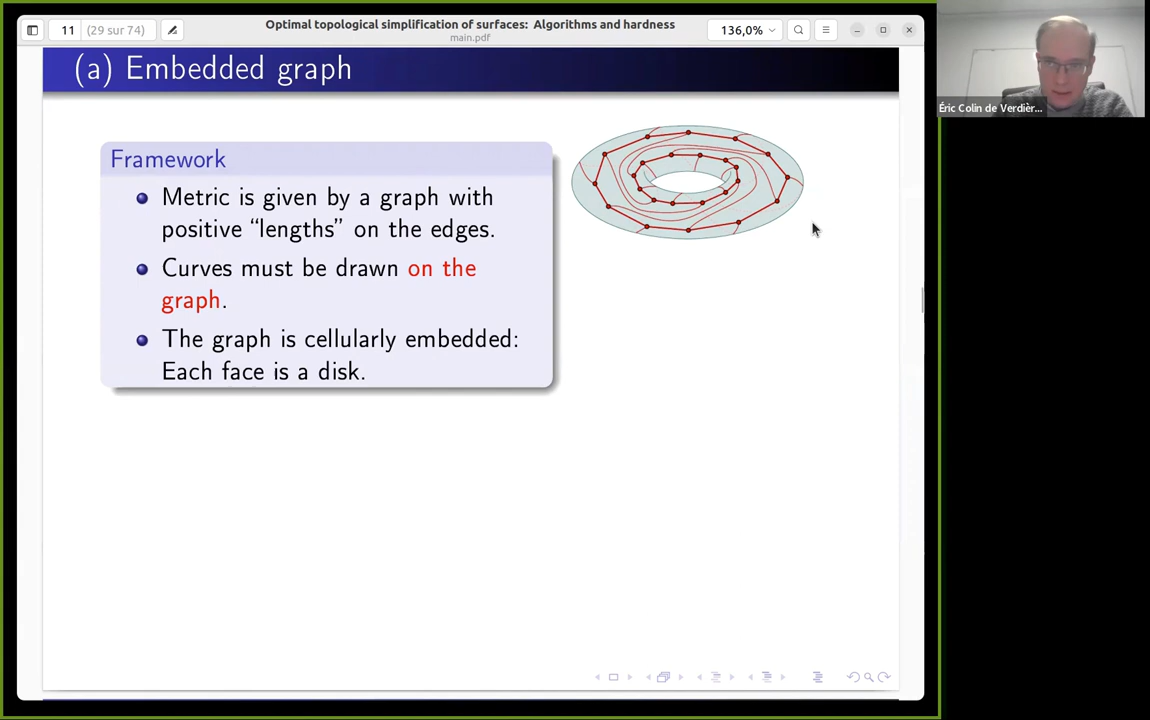 11
(29 sur 74)
Optimal topological simplification of surfaces: Algorithms and hardness
main.pdf
136,0%
(a) Embedded graph
Éric Colin de Verdièr...
Framework
Metric is given by a graph with
positive “lengths” on the edges.
Curves must be drawn on the
graph.
The graph is cellularly embedded:
Each face is a disk.